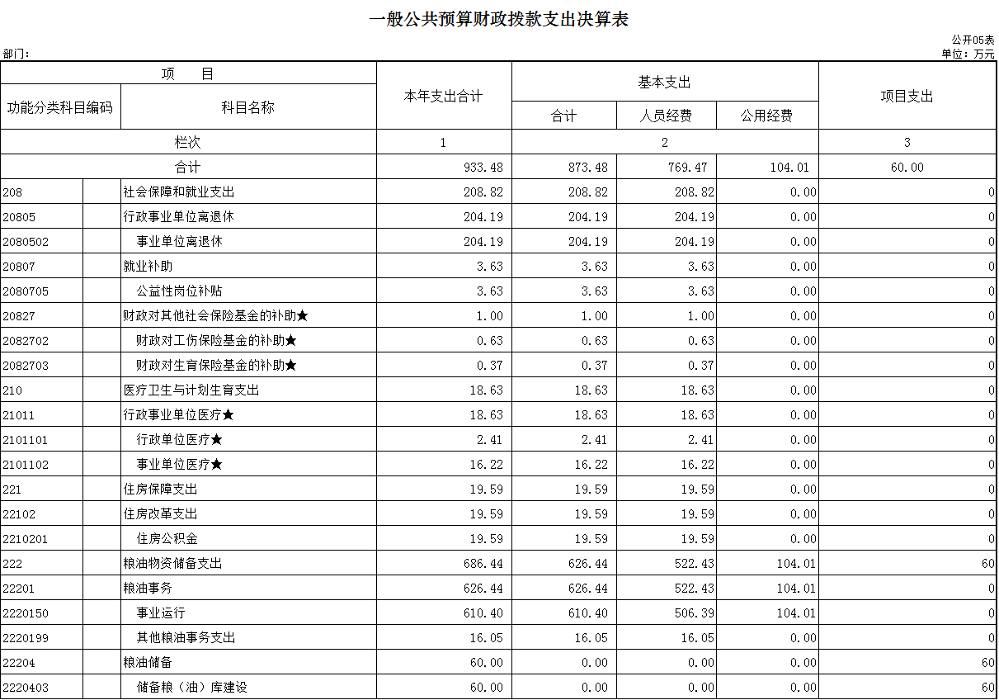 一般公共预算财政拨款支出决算表
公开05表
部门： 单位：万元
项 目 本年支出合计 基本支出 项目支出
功能分类科目编码 科目名称 合计 人员经费 公用经费
栏次 1 2 3
合计 933.48 873.48 769.47 104.01 60.00
208 社会保障和就业支出 208.82 208.82 208.82 0.00 0
20805 行政事业单位离退休 204.19 204.19 204.19 0.00 0
2080502 事业单位离退休 204.19 204.19 204.19 0.00 0
20807 就业补助 3.63 3.63 3.63 0.00 0
2080705 公益性岗位补贴 3.63 3.63 3.63 0.00 0
20827 财政对其他社会保险基金的补助★ 1.00 1.00 1.00 0.00 0
2082702 财政对工伤保险基金的补助★ 0.63 0.63 0.63 0.00 0
2082703 财政对生育保险基金的补助★ 0.37 0.37 0.37 0.00 0
210 医疗卫生与计划生育支出 18.63 18.63 18.63 0.00 0
21011 行政事业单位医疗★ 18.63 18.63 18.63 0.00 0
2101101 行政单位医疗★ 2.41 2.41 2.41 0.00 0
2101102 事业单位医疗★ 16.22 16.22 16.22 0.00 0
221 住房保障支出 19.59 19.59 19.59 0.00 0
22102 住房改革支出 19.59 19.59 19.59 0.00 0
2210201 住房公积金 19.59 19.59 19.59 0.00 0
222 粮油物资储备支出 686.44 626.44 522.43 104.01 60
22201 粮油事务 626.44 626.44 522.43 104.01 0
2220150 事业运行 610.40 610.40 506.39 104.01 0
2220199 其他粮油事务支出 16.05 16.05 16.05 0.00 0
22204 粮油储备 60.00 0.00 0.00 0.00 60
2220403 储备粮（油）库建设 60.00 0.00 0.00 0.00 60